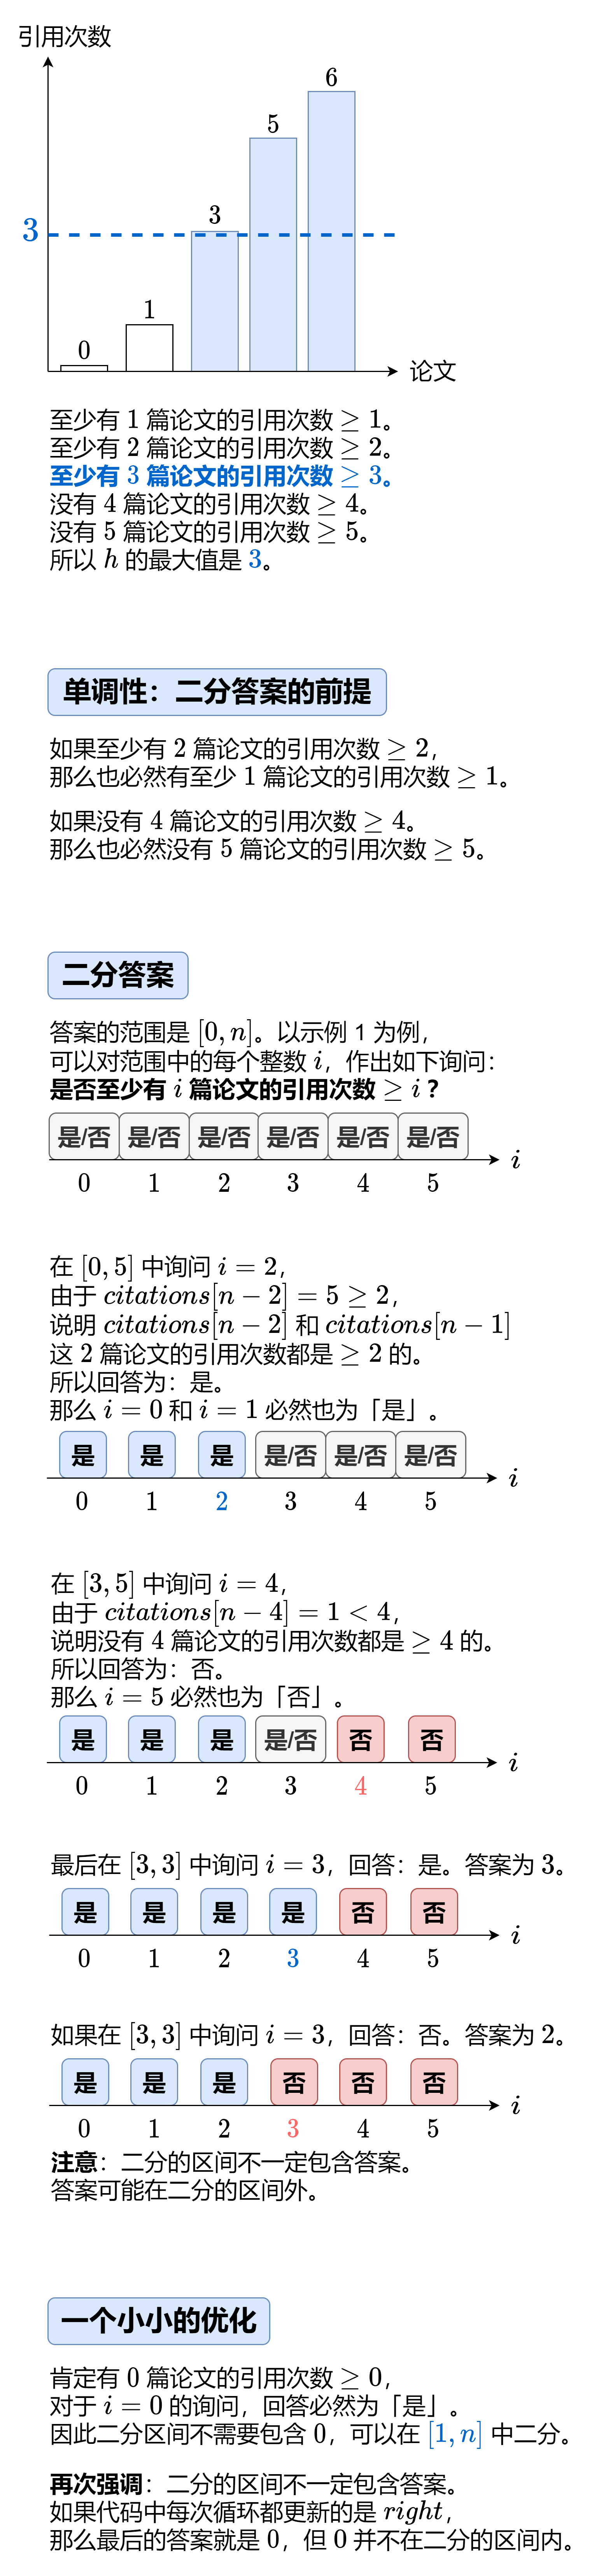 引用次数
6
5
3
3
1
0
论文
至少有 1 篇论文的引用次数 ≥ 1。
至少有 2 篇论文的引用次数 ≥ 2。
至少有 3 篇论文的引用次数 ≥ 3。
没有 4 篇论文的引用次数 ≥ 4。
没有 5 篇论文的引用次数 ≥ 5。
所以 h 的最大值是 3。
单调性：二分答案的前提
如果至少有 2 篇论文的引用次数 ≥ 2，
那么也必然有至少 1 篇论文的引用次数 ≥ 1。
如果没有 4 篇论文的引用次数 ≥ 4。
那么也必然没有 5 篇论文的引用次数 ≥ 5。
二分答案
答案的范围是 [0, n]。以示例 1 为例，
可以对范围中的每个整数 i，作出如下询问：
是否至少有 i 篇论文的引用次数 ≥ i？
是/否 是/否 是/否 是/否 是/否 是/否
i
0 1 2 3 4 5
在 [0, 5] 中询问 i = 2，
由于 citations[n − 2] = 5 ≥ 2，
说明 citations[n − 2] 和 citations[n − 1]
这 2 篇论文的引用次数都是 ≥ 2 的。
所以回答为：是。
那么 i = 0 和 i = 1 必然也为「是」。
是 是 是 是/否 是/否 是/否
i
0 1 2 3 4 5
在 [3, 5] 中询问 i = 4，
由于 citations[n − 4] = 1 < 4，
说明没有 4 篇论文的引用次数都是 ≥ 4 的。
所以回答为：否。
那么 i = 5 必然也为「否」。
是 是 是 是/否 否 否
i
0 1 2 3 4 5
最后在 [3, 3] 中询问 i = 3，回答：是。答案为 3。
是 是 是 是 否 否
i
0 1 2 3 4 5
如果在 [3, 3] 中询问 i = 3，回答：否。答案为 2。
是 是 是 否 否 否
i
0 1 2 3 4 5
注意：二分的区间不一定包含答案。
答案可能在二分的区间外。
一个小小的优化
肯定有 0 篇论文的引用次数 ≥ 0，
对于 i = 0 的询问，回答必然为「是」。
因此二分区间不需要包含 0，可以在 [1, n] 中二分。
再次强调：二分的区间不一定包含答案。
如果代码中每次循环都更新的是 right，
那么最后的答案就是 0，但 0 并不在二分的区间内。